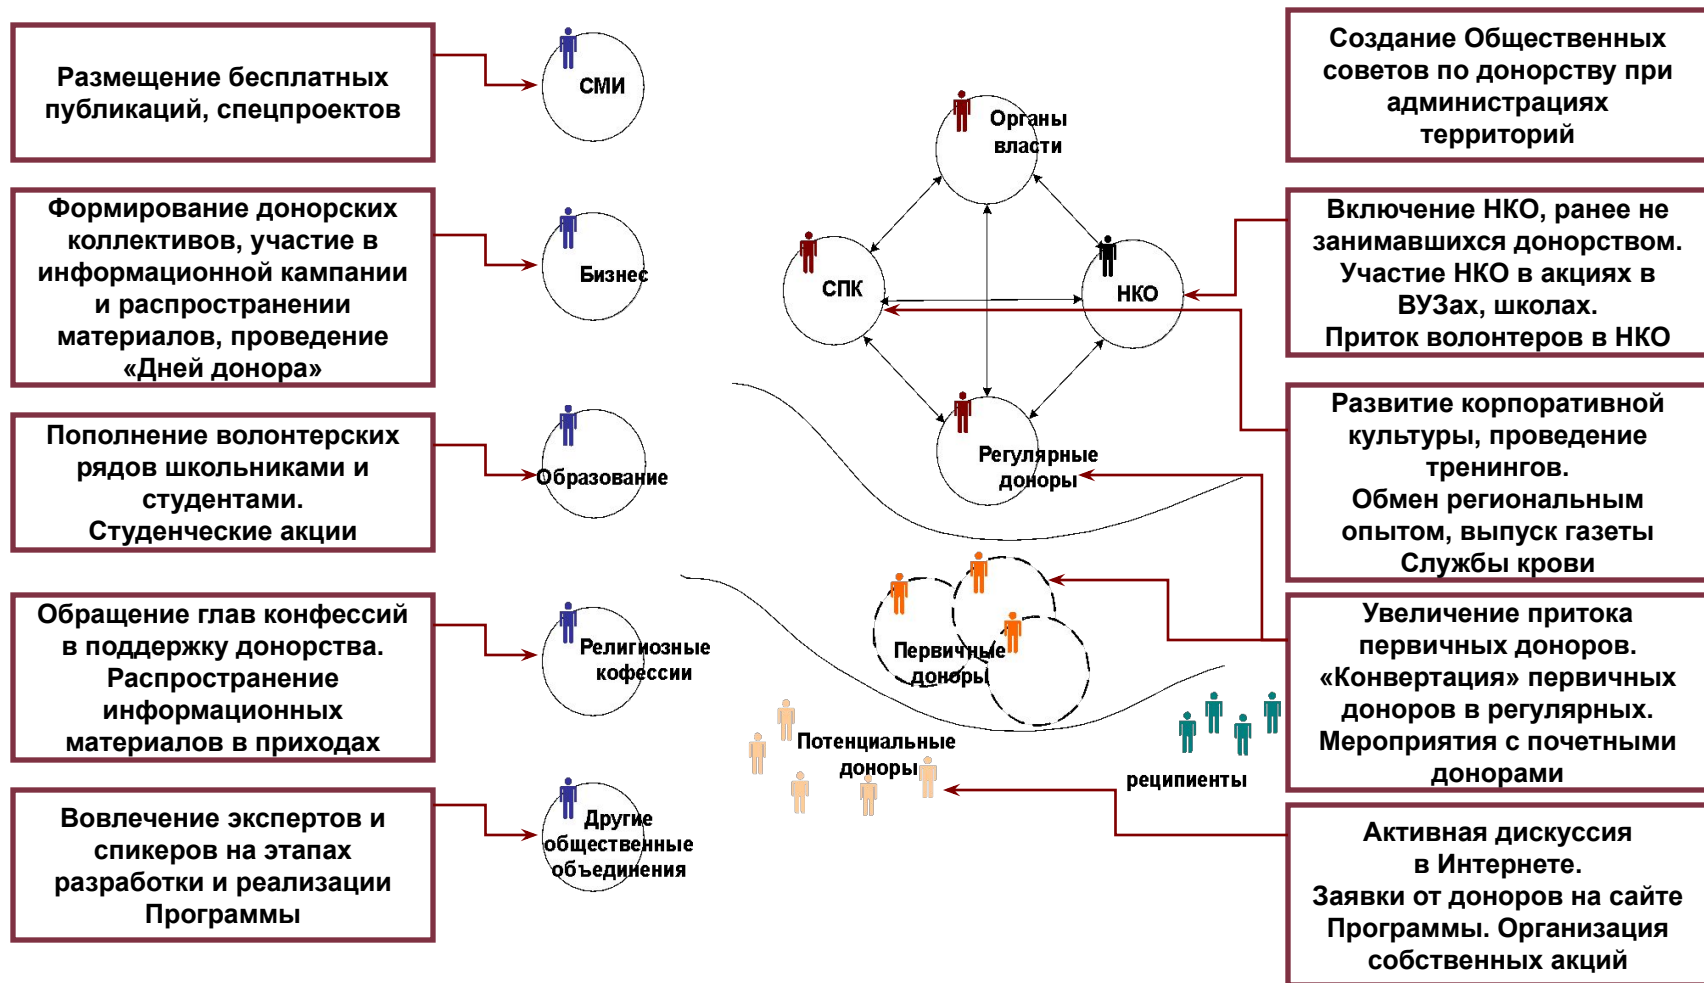 Размещение бесплатных
публикаций, спецпроектов
Формирование донорских
коллективов, участие в
информационной кампании
и распространении
материалов, проведение
«Дней донора»
Пополнение волонтерских
рядов школьниками и
студентами.
Студенческие акции
Обращение глав конфессий
в поддержку донорства.
Распространение
информационных
материалов в приходах
Вовлечение экспертов и
спикеров на этапах
разработки и реализации
Программы
СМИ
Бизнес
Образование
Религиозные
кофессии
Другие
общественные
объединения
Органы
власти
СПК
НКО
Регулярные
доноры
Первичные
доноры
Потенциальные
доноры
реципиенты
Создание Общественных
советов по донорству при
администрациях
территорий
Включение НКО, ранее не
занимавшихся донорством.
Участие НКО в акциях в
ВУЗах, школах.
Приток волонтеров в НКО
Развитие корпоративной
культуры, проведение
тренингов.
Обмен региональным
опытом, выпуск газеты
Службы крови
Увеличение притока
первичных доноров.
«Конвертация» первичных
доноров в регулярных.
Мероприятия с почетными
донорами
Активная дискуссия
в Интернете.
Заявки от доноров на сайте
Программы. Организация
собственных акций